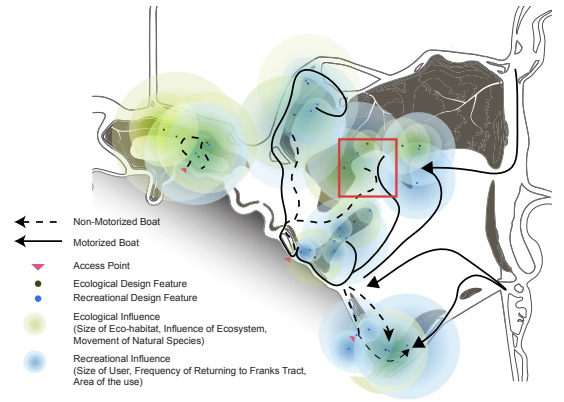 Non-Motorized Boat
Motorized Boat
Access Point
Ecological Design Feature
Recreational Design Feature
Ecological Influence
(Size of Eco-habitat, Influence of Ecosystem,
Movement of Natural Species)
Recreational Influence
(Size of User, Frequency of Returning to Franks Tract,
Area of the use)